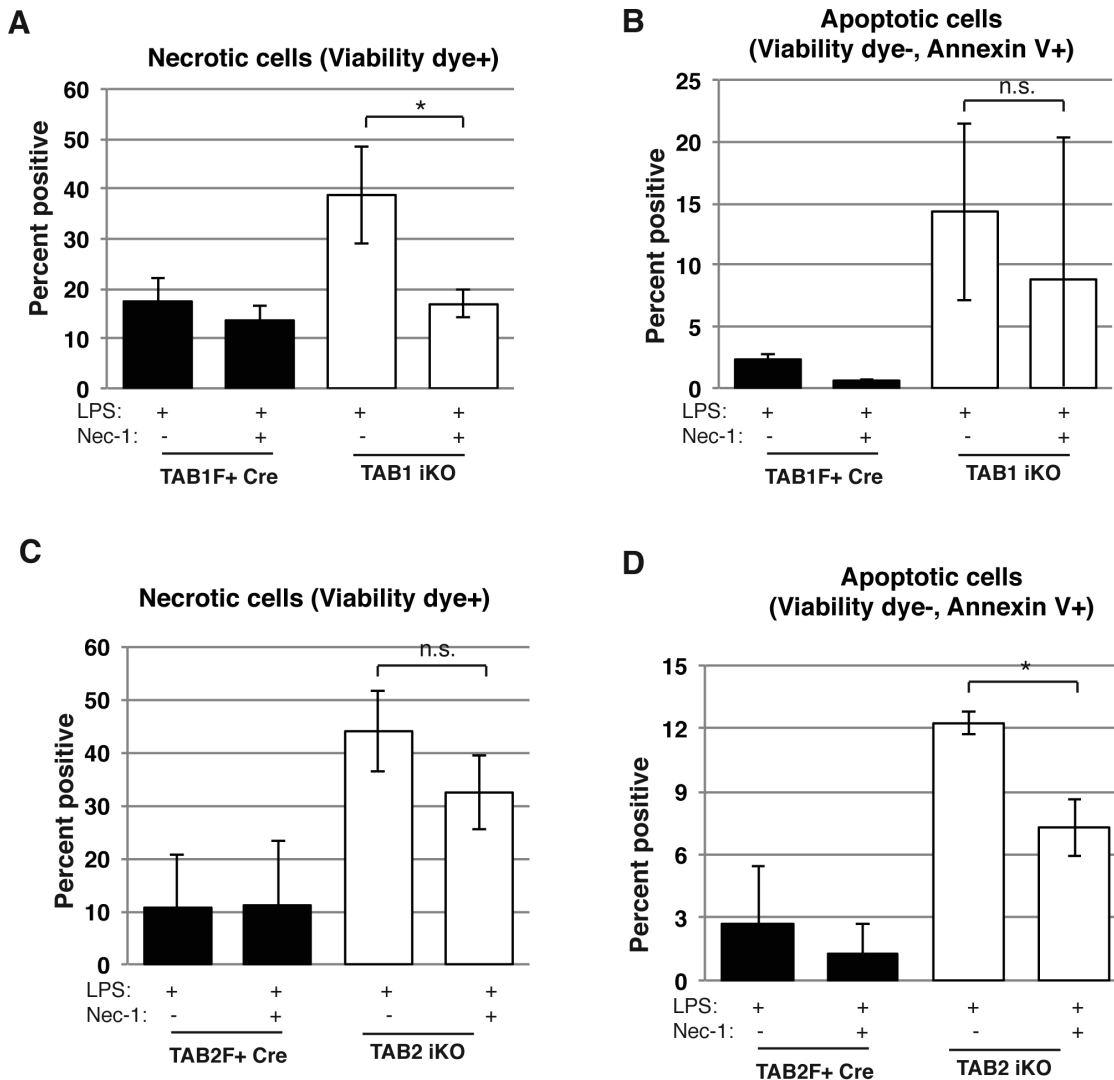 A
Necrotic cells (Viability dye+)
Percent positive
60
50
40
30
20
10
0
*
LPS: + + + +
Nec-1: - + - +
TAB1F+ Cre TAB1 iKO
B
Apoptotic cells
(Viability dye-, Annexin V+)
Percent positive
25
20
15
10
5
0
n.s.
LPS: + + + +
Nec-1: - + - +
TAB1F+ Cre TAB1 iKO
C
Necrotic cells (Viability dye+)
Percent positive
60
50
40
30
20
10
0
n.s.
LPS: + + + +
Nec-1: - + - +
TAB2F+ Cre TAB2 iKO
D
Apoptotic cells
(Viability dye-, Annexin V+)
Percent positive
15
12
9
6
3
0
*
LPS: + + + +
Nec-1: - + - +
TAB2F+ Cre TAB2 iKO